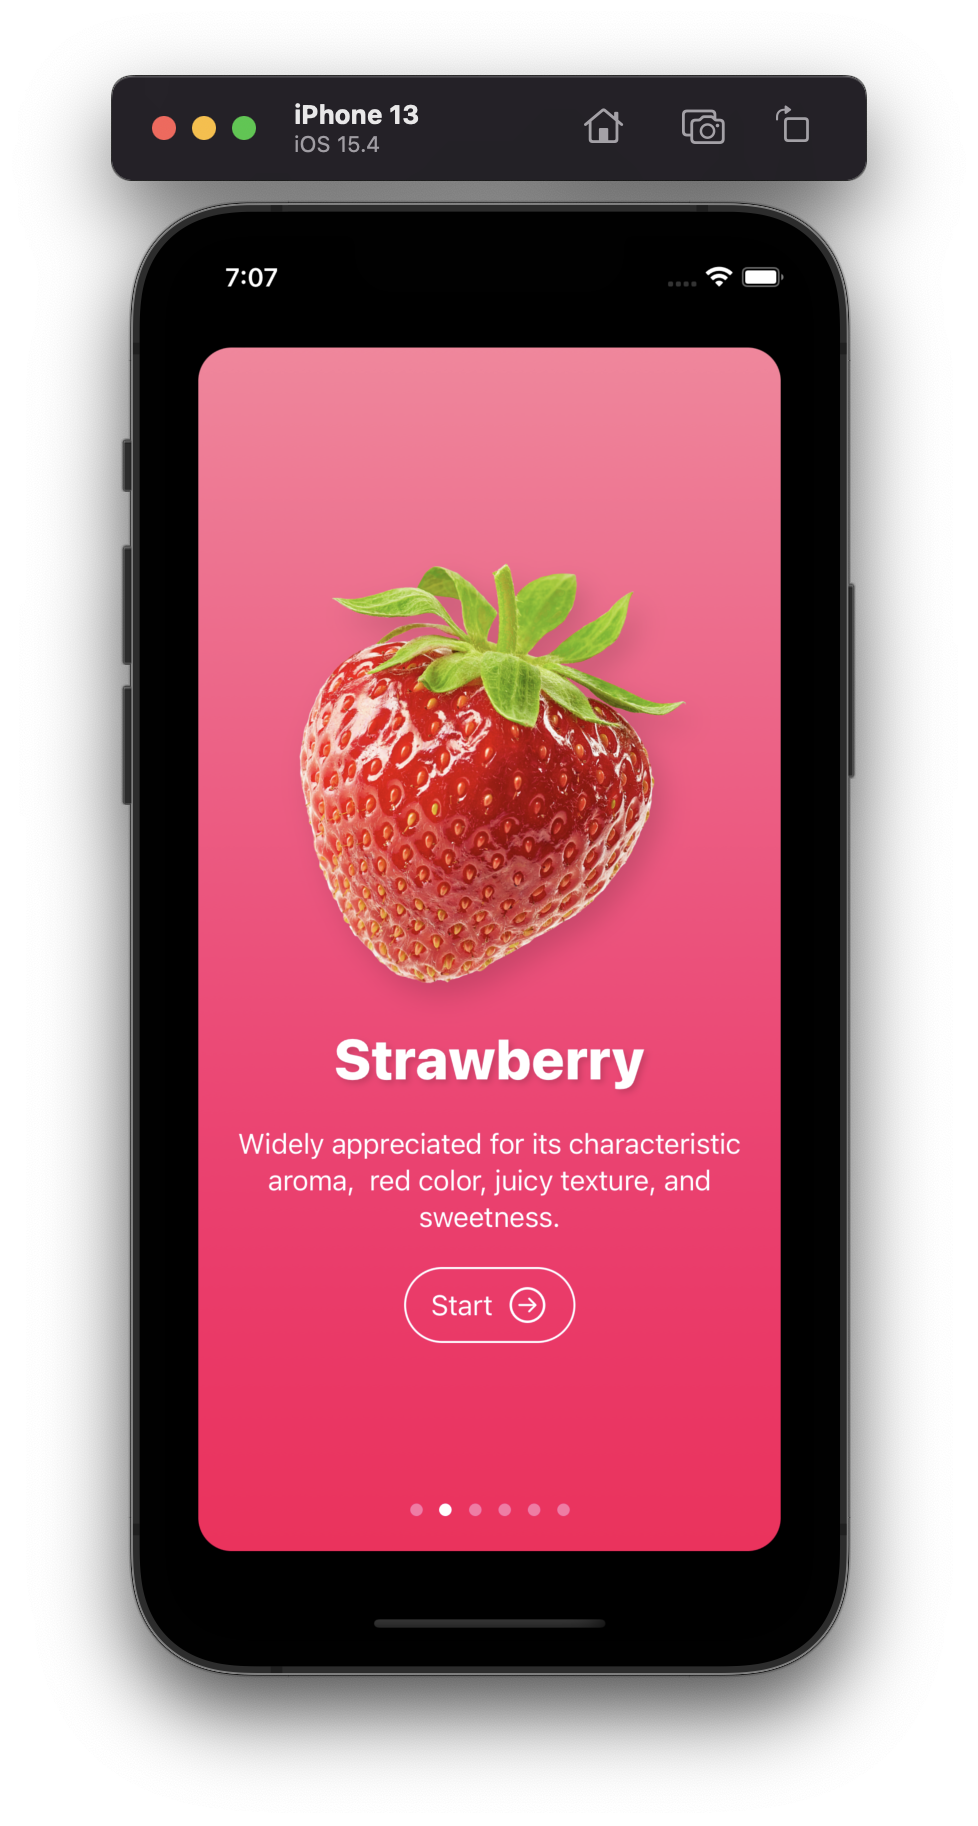 iPhone 13
iOS 15.4
7:07
Strawberry
Widely appreciated for its characteristic
aroma,  red color, juicy texture, and
sweetness.
Start